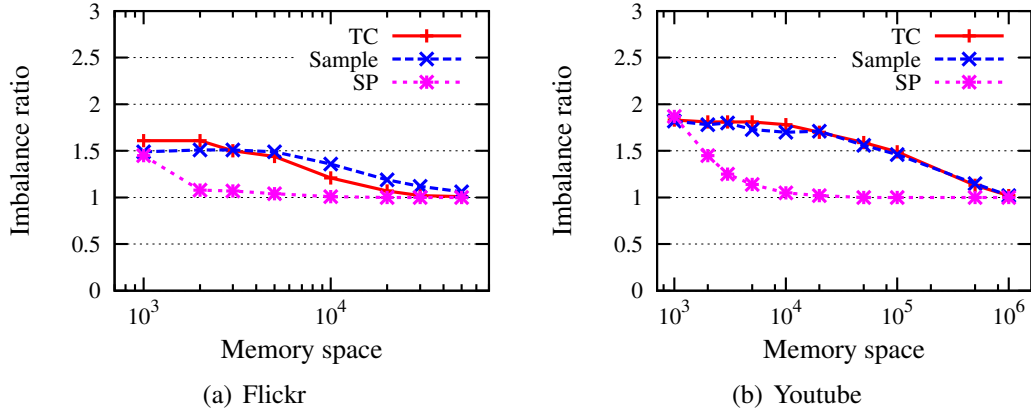 3
2.5
2
1.5
1
0.5
0
Imbalance ratio
TC
Sample
SP
10^3
10^4
Memory space
(a) Flickr
3
2.5
2
1.5
1
0.5
0
Imbalance ratio
TC
Sample
SP
10^3
10^4
10^5
10^6
Memory space
(b) Youtube